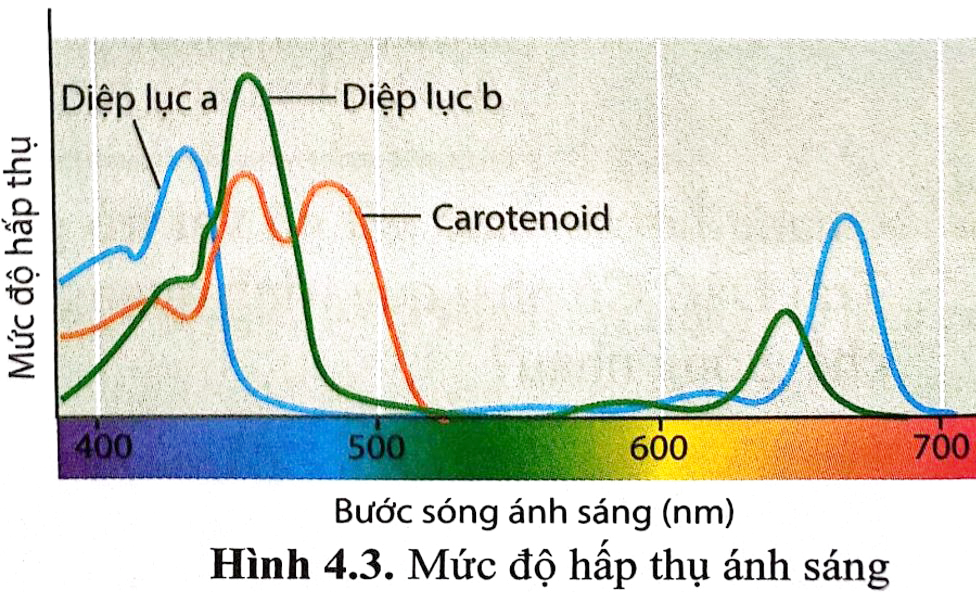 Diệp lục a
Diệp lục b
Carotenoid
Mức độ hấp thụ
400 500 600 700
Bước sóng ánh sáng (nm)
Hình 4.3. Mức độ hấp thụ ánh sáng